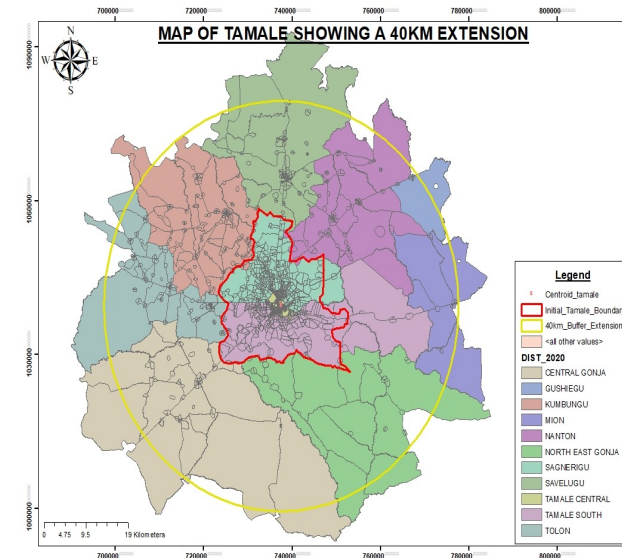 700000 720000 740000 760000 780000 800000
MAP OF TAMALE SHOWING A 40KM EXTENSION
N
W E
S
1090000
1060000
1030000
1000000
Legend
Centroid_tamale
Initial_Tamale_Boundar
40km_Buffer_Extension
<all other values>
DIST_2020
CENTRAL GONJA
GUSHIEGU
KUMBUNGU
MION
NANTON
NORTH EAST GONJA
SAGNERIGU
SAVELUGU
TAMALE CENTRAL
TAMALE SOUTH
TOLON
0 4.75 9.5 19 Kilometers
700000 720000 740000 760000 780000 800000